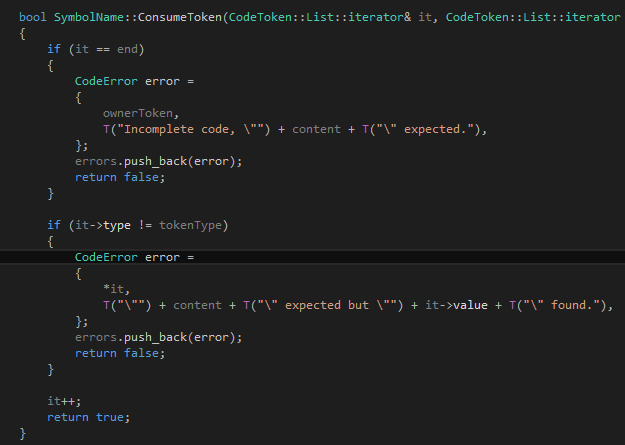 bool SymbolName::ConsumeToken(CodeToken::List::iterator& it, CodeToken::List::iterator
{
    if (it == end)
    {
        CodeError error =
        {
            ownerToken,
            T("Incomplete code, \"") + content + T("\" expected."),
        };
        errors.push_back(error);
        return false;
    }

    if (it->type != tokenType)
    {
        CodeError error =
        {
            *it,
            T("\"") + content + T("\" expected but \"") + it->value + T("\" found."),
        };
        errors.push_back(error);
        return false;
    }

    it++;
    return true;
}